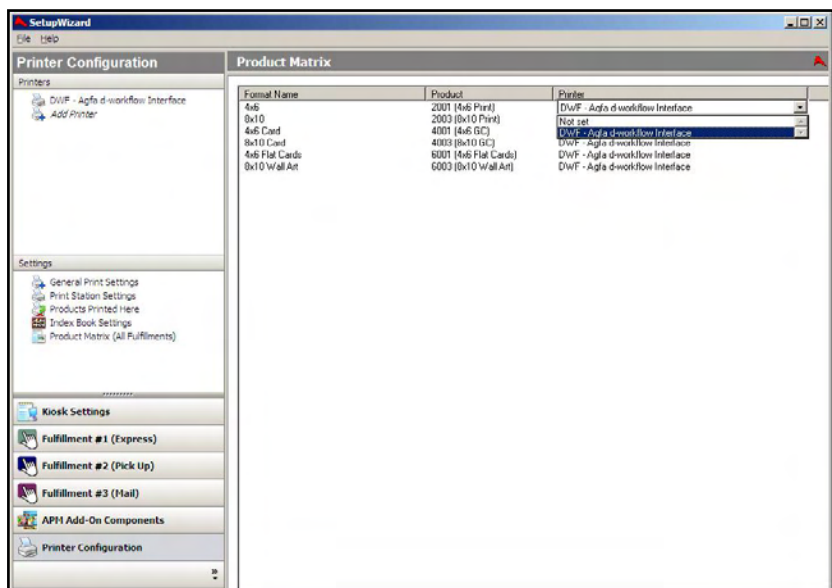 SetupWizard
File Help
Printer Configuration
Printers
DWF - Agfa d-workflow Interface
Add Printer
Settings
General Print Settings
Print Station Settings
Products Printed Here
Index Book Settings
Product Matrix (All Fulfilments)
Kiosk Settings
Fulfillment #1 (Express)
Fulfillment #2 (Pick Up)
Fulfillment #3 (Mail)
APM Add-On Components
Printer Configuration
Product Matrix
Format Name Product Printer
4x6 2001 (4x6 Print) DWF - Agfa d-workflow Interface
8x10 2003 (8x10 Print) Not set
DWF - Agfa d-workflow Interface
4x6 Card 4001 (4x6 GC)
8x10 Card 4003 (8x10 GC) DWF - Agfa d-workflow Interface
4x6 Flat Cards 6001 (4x6 Flat Cards) DWF - Agfa d-workflow Interface
8x10 Wall Art 6003 (8x10 Wall Art) DWF - Agfa d-workflow Interface